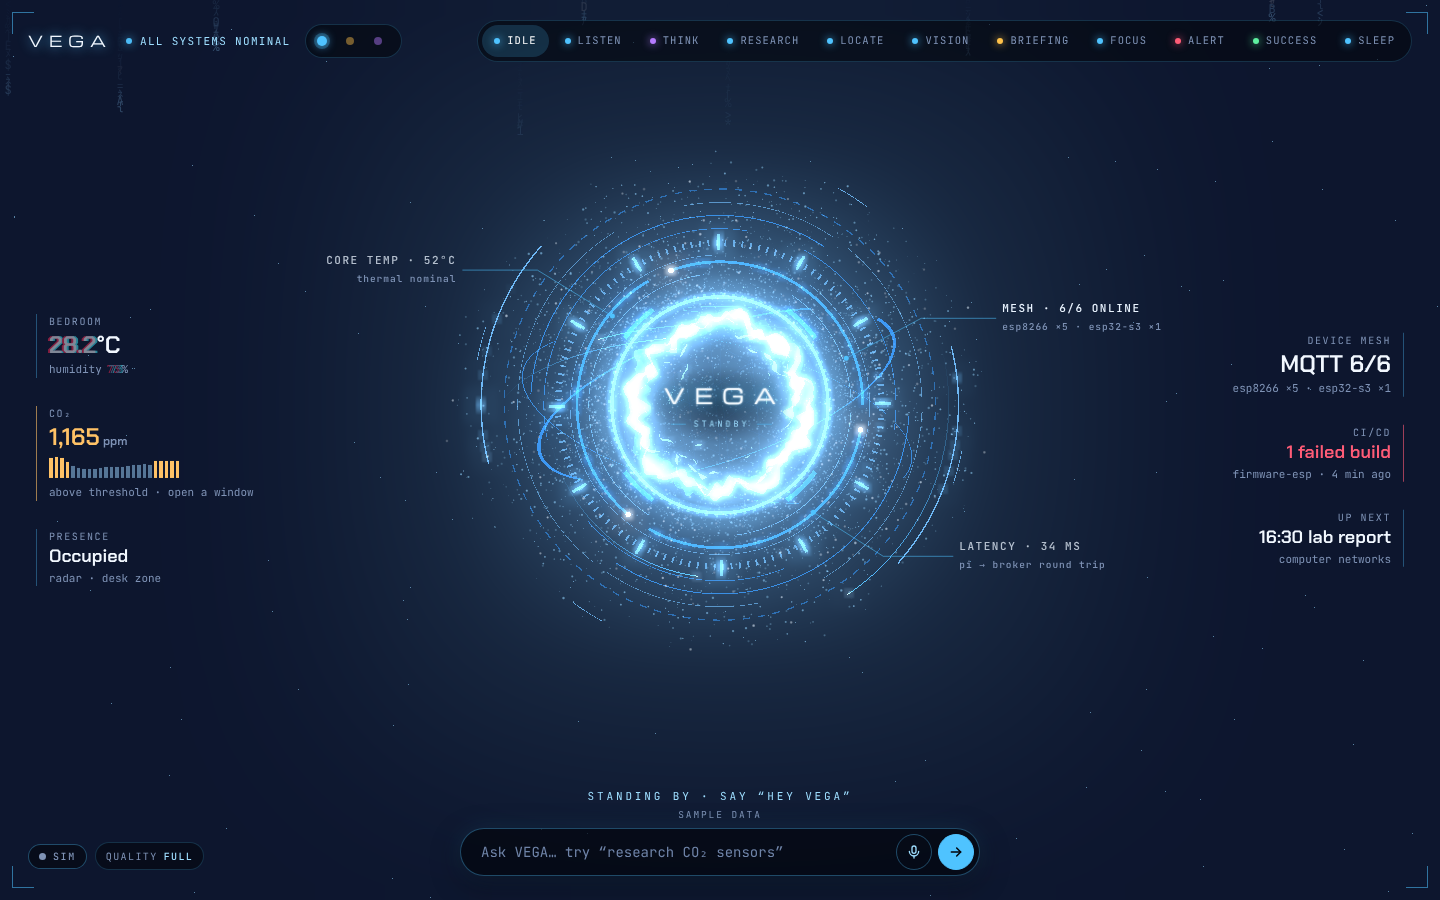 VEGA
ALL SYSTEMS NOMINAL
IDLE
LISTEN
THINK
RESEARCH
LOCATE
VISION
BRIEFING
FOCUS
ALERT
SUCCESS
SLEEP
CORE TEMP · 52°C
thermal nominal
MESH · 6/6 ONLINE
esp8266 ×5 · esp32-s3 ×1
BEDROOM
28.2°C
humidity
CO₂
1,165 ppm
above threshold · open a window
PRESENCE
Occupied
radar · desk zone
VEGA
STANDBY
DEVICE MESH
MQTT 6/6
esp8266 ×5 · esp32-s3 ×1
CI/CD
1 failed build
firmware-esp · 4 min ago
UP NEXT
16:30 lab report
computer networks
LATENCY · 34 MS
pi → broker round trip
STANDING BY · SAY “HEY VEGA”
SAMPLE DATA
SIM
QUALITY FULL
Ask VEGA… try “research CO₂ sensors”